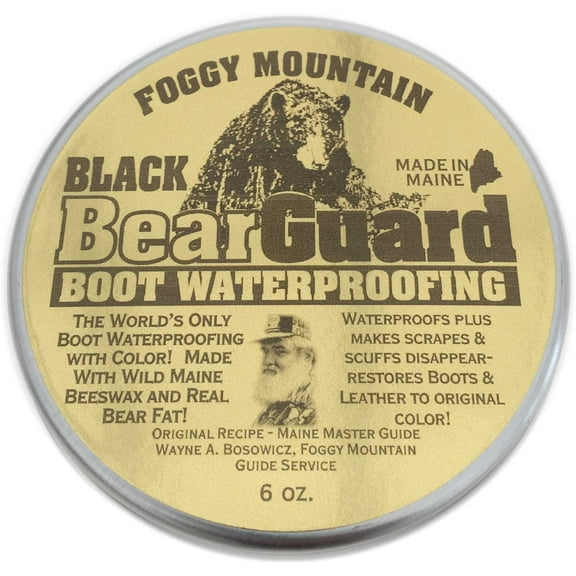 FOGGY MOUNTAIN
BLACK
MADE IN
MAINE
BearGuard
BOOT WATERPROOFING
THE WORLD'S ONLY
BOOT WATERPROOFING
WITH COLOR! MADE
WITH WILD MAINE
BEESWAX AND REAL
BEAR FAT!
WATERPROOFS PLUS
MAKES SCRAPES &
SCUFFS DISAPPEAR-
RESTORES BOOTS &
LEATHER TO ORIGINAL
COLOR!
ORIGINAL RECIPE - MAINE MASTER GUIDE
WAYNE A. BOSOWICZ, FOGGY MOUNTAIN
GUIDE SERVICE
6 oz.